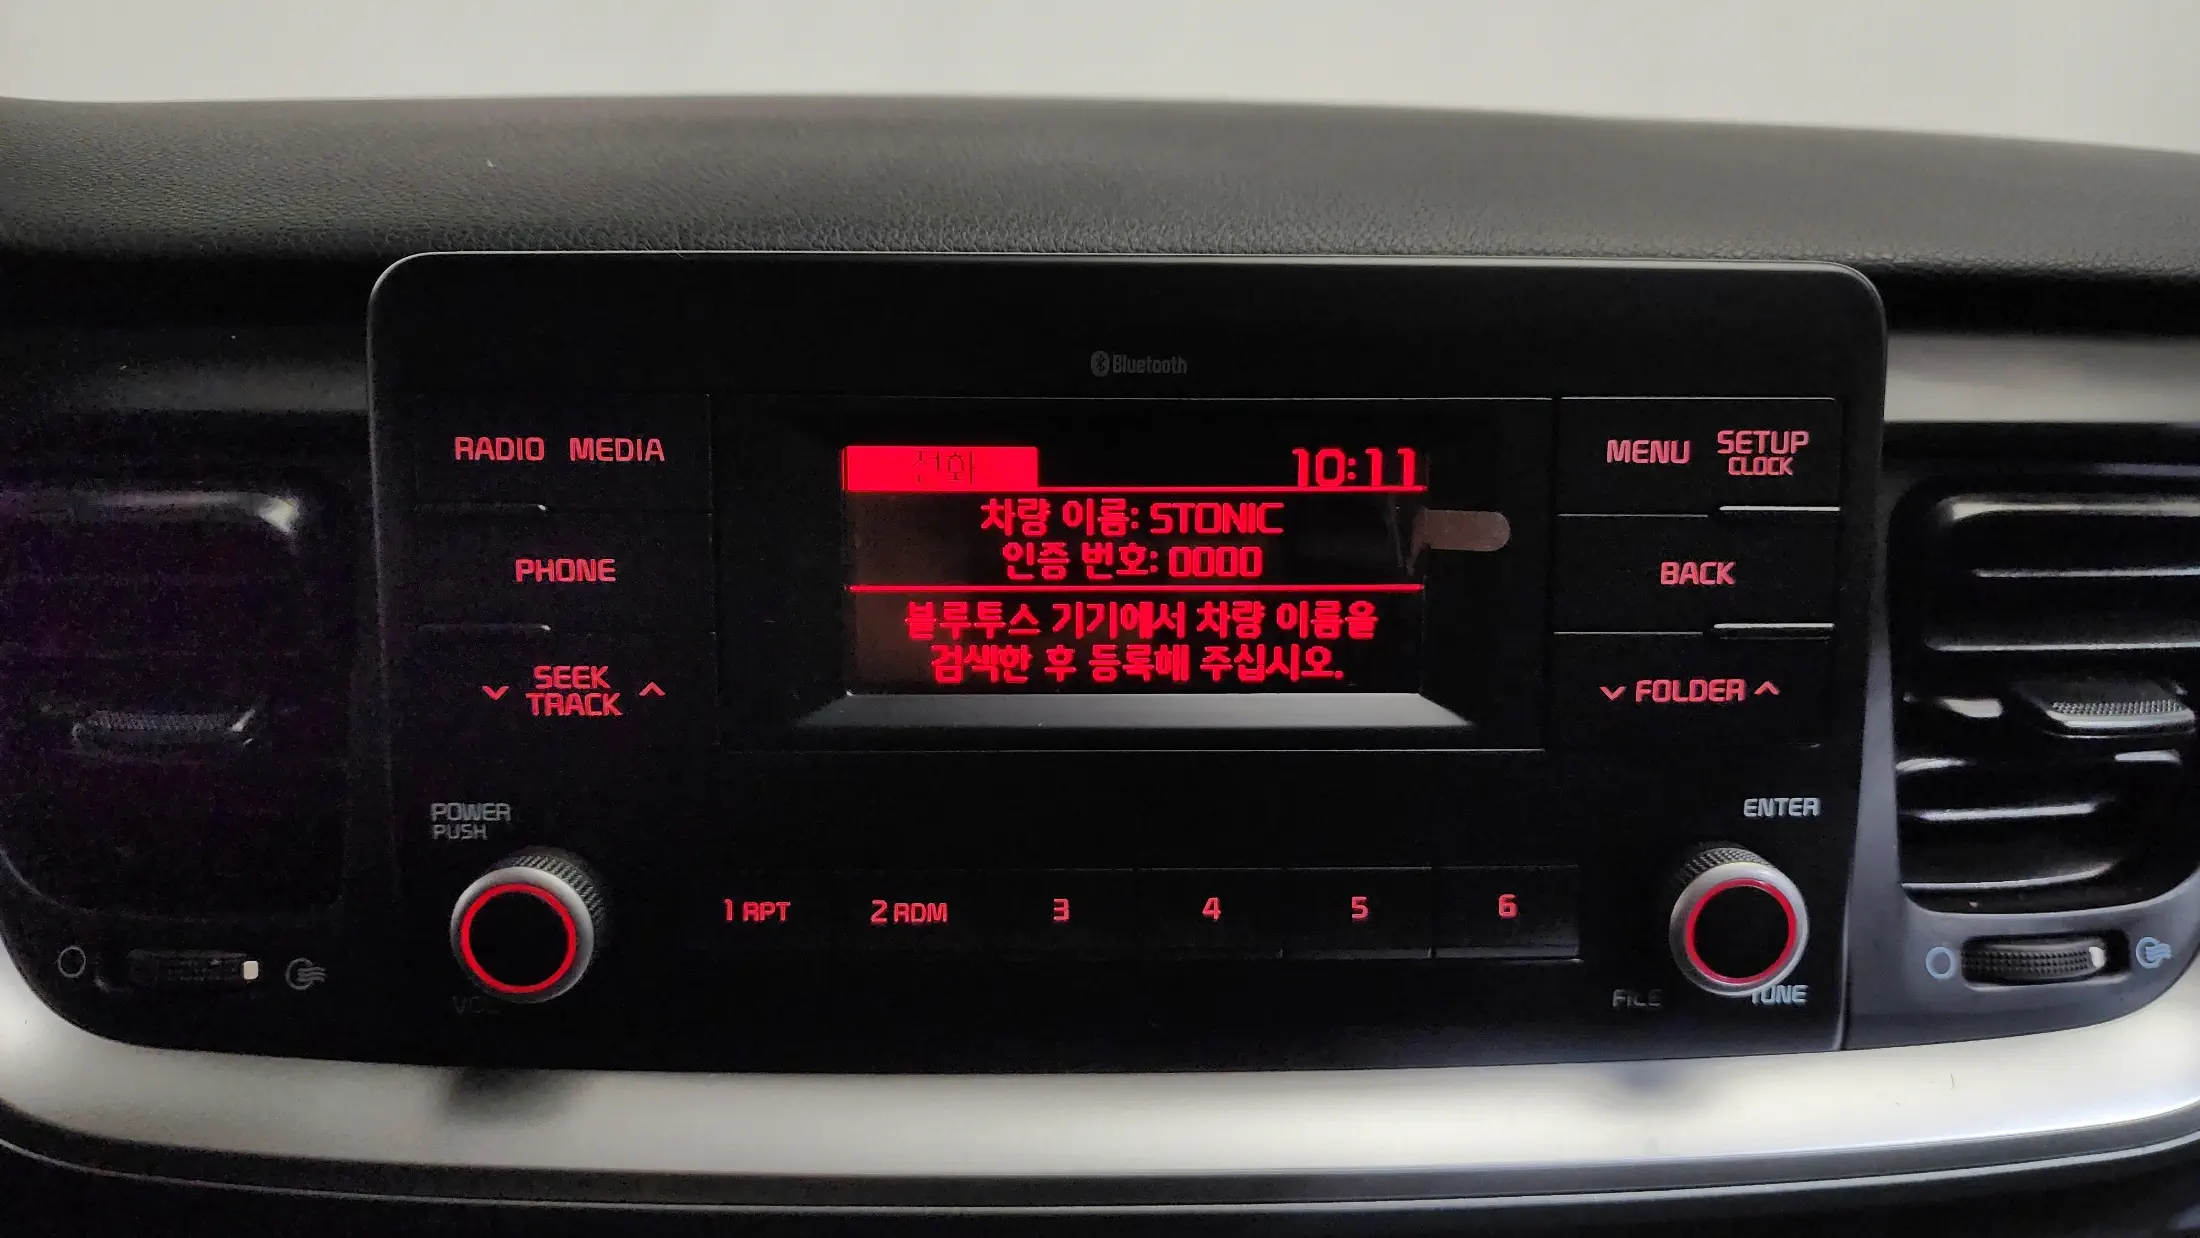 Bluetooth
RADIO MEDIA
PHONE
SEEK
TRACK
POWER
PUSH
전화 10:11
차량 이름: STONIC
인증 번호: 0000
블루투스 기기에서 차량 이름을
검색한 후 등록해 주십시오.
MENU SETUP
CLOCK
BACK
FOLDER
ENTER
1 RPT 2 RDM 3 4 5 6
FILE TUNE